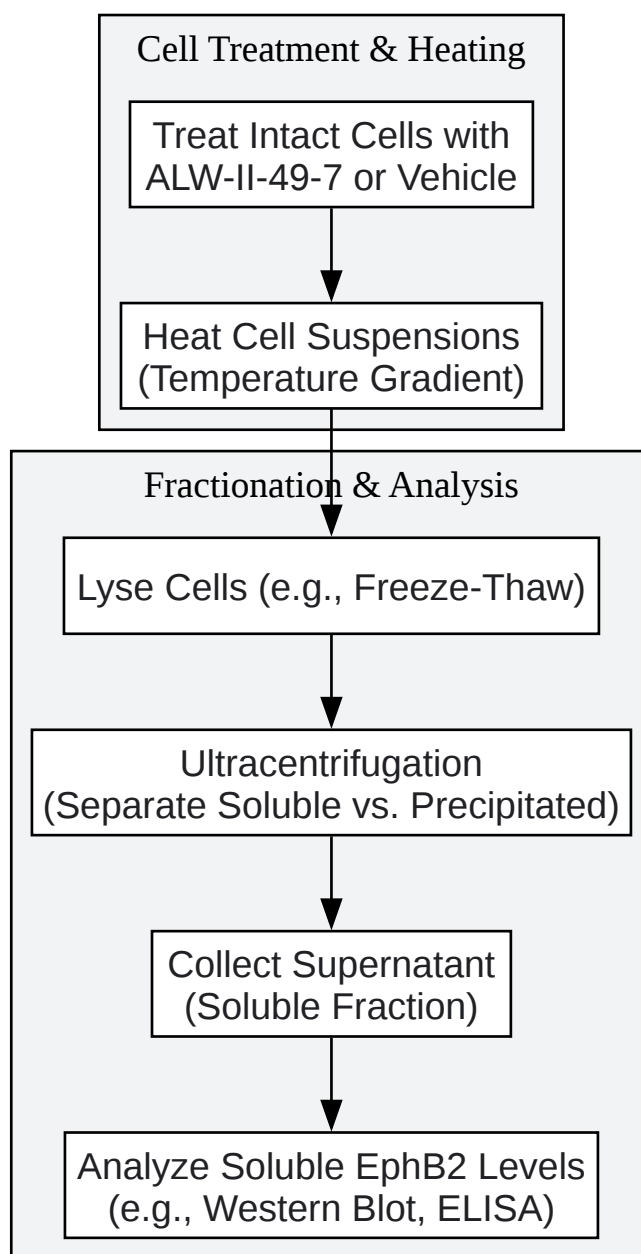 Cell Treatment & Heating
Treat Intact Cells with
ALW-II-49-7 or Vehicle
Heat Cell Suspensions
(Temperature Gradient)
Fractionation & Analysis
Lyse Cells (e.g., Freeze-Thaw)
Ultracentrifugation
(Separate Soluble vs. Precipitated)
Collect Supernatant
(Soluble Fraction)
Analyze Soluble EphB2 Levels
(e.g., Western Blot, ELISA)